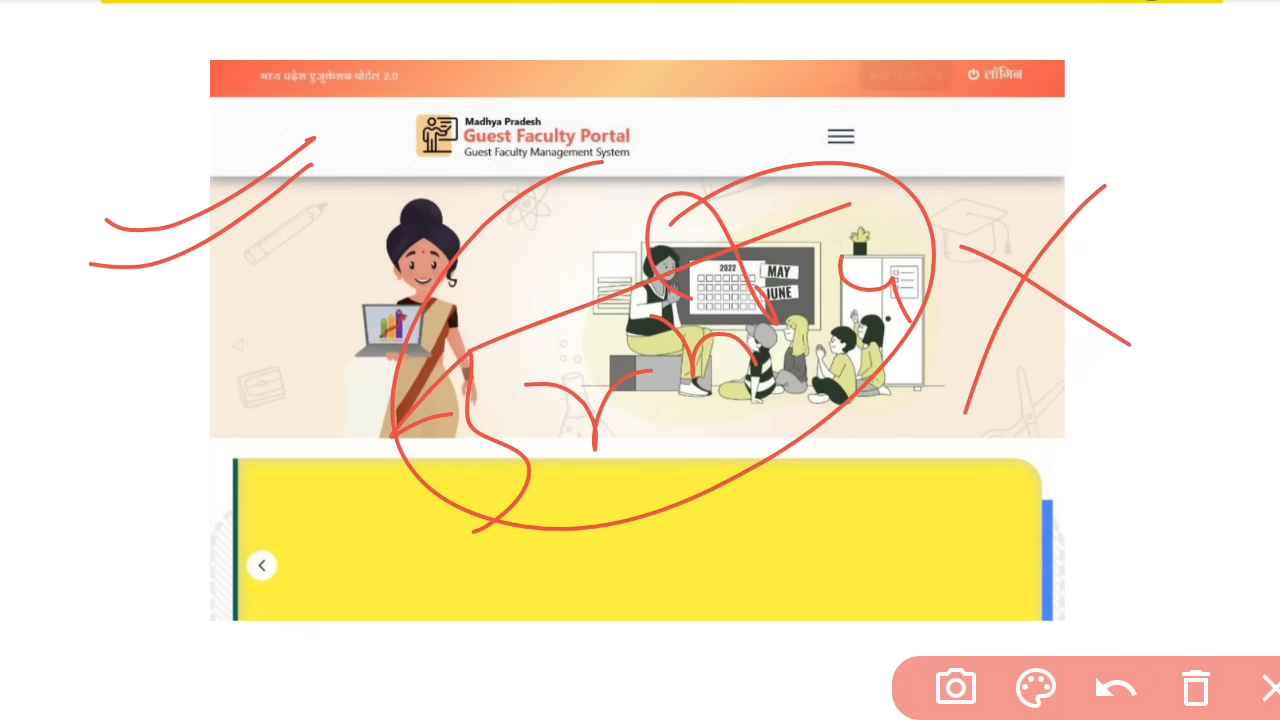 मध्य प्रदेश एजुकेशन पोर्टल 2.0
लॉगिन
Madhya Pradesh
Guest Faculty Portal
Guest Faculty Management System
2022
MAY
JUNE